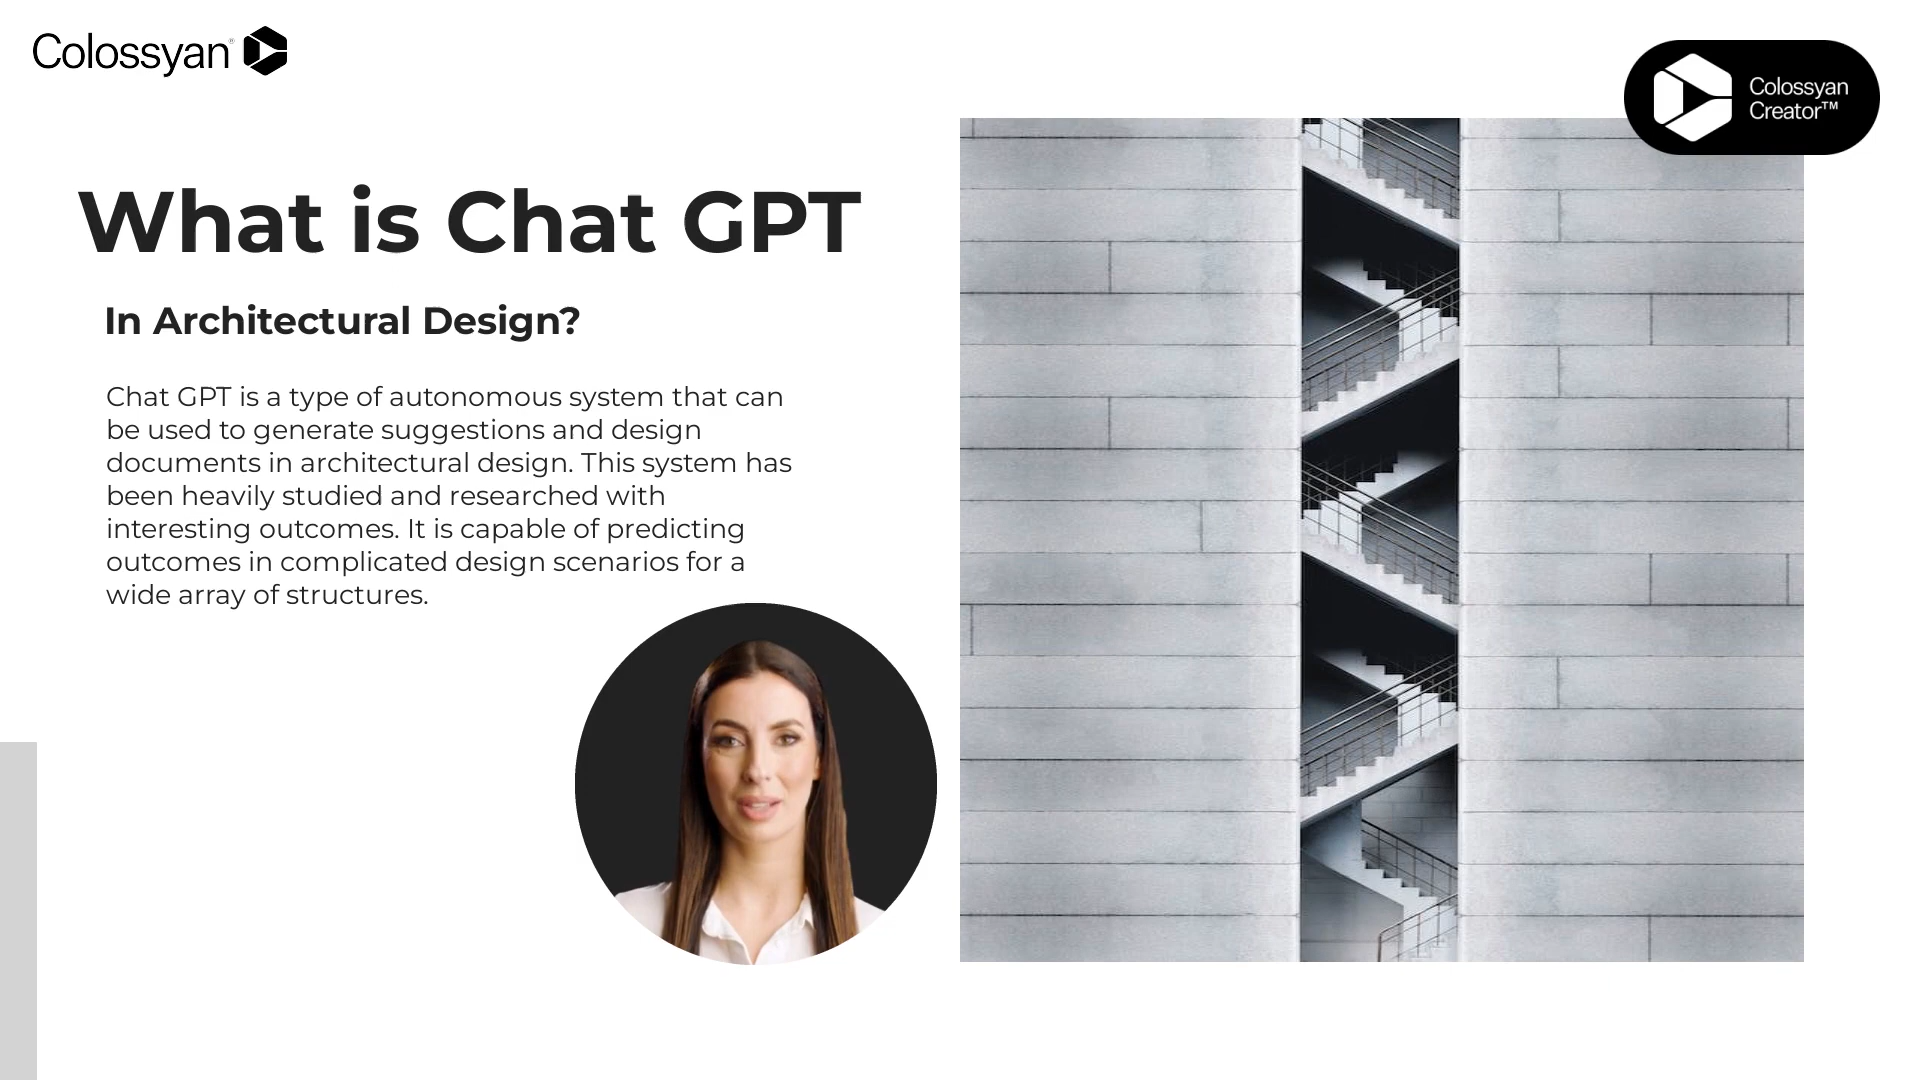 Colossyan®
Colossyan
Creator™
What is Chat GPT
In Architectural Design?
Chat GPT is a type of autonomous system that can
be used to generate suggestions and design
documents in architectural design. This system has
been heavily studied and researched with
interesting outcomes. It is capable of predicting
outcomes in complicated design scenarios for a
wide array of structures.